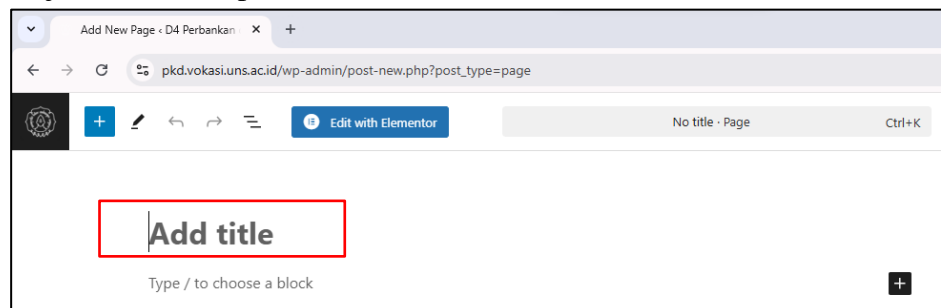 Add New Page ‹ D4 Perbankan
pkd.vokasi.uns.ac.id/wp-admin/post-new.php?post_type=page
Edit with Elementor
No title · Page
Ctrl+K
Add title
Type / to choose a block